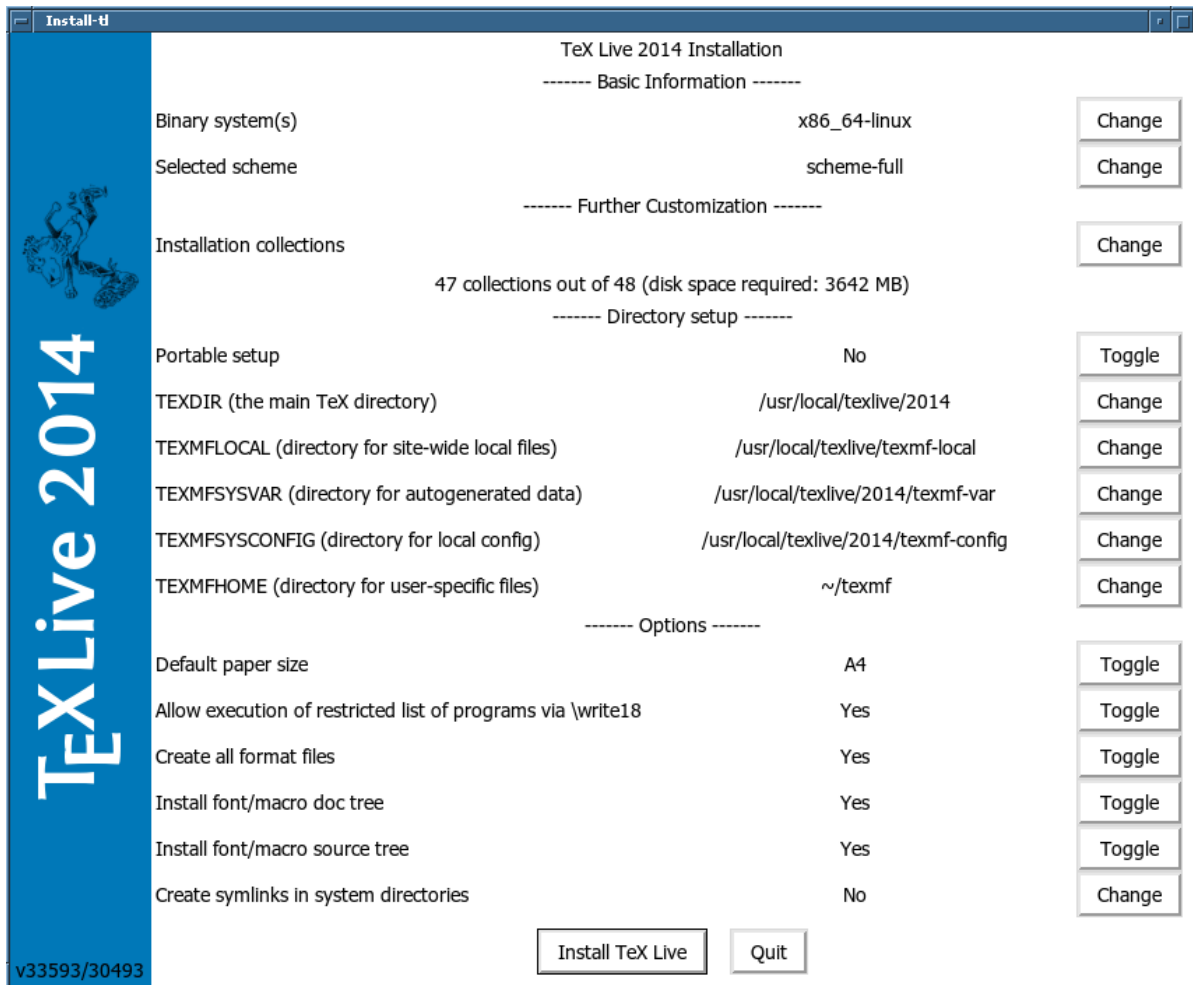 Install-tl
TeX Live 2014 Installation
------- Basic Information -------
Binary system(s) x86_64-linux Change
Selected scheme scheme-full Change
------- Further Customization -------
Installation collections Change
47 collections out of 48 (disk space required: 3642 MB)
------- Directory setup -------
Portable setup No Toggle
TEXDIR (the main TeX directory) /usr/local/texlive/2014 Change
TEXMFLOCAL (directory for site-wide local files) /usr/local/texlive/texmf-local Change
TEXMFSYSVAR (directory for autogenerated data) /usr/local/texlive/2014/texmf-var Change
TEXMFSYSCONFIG (directory for local config) /usr/local/texlive/2014/texmf-config Change
TEXMFHOME (directory for user-specific files) ~/texmf Change
------- Options -------
Default paper size A4 Toggle
Allow execution of restricted list of programs via \write18 Yes Toggle
Create all format files Yes Toggle
Install font/macro doc tree Yes Toggle
Install font/macro source tree Yes Toggle
Create symlinks in system directories No Change
Install TeX Live Quit
TEX Live 2014
v33593/30493